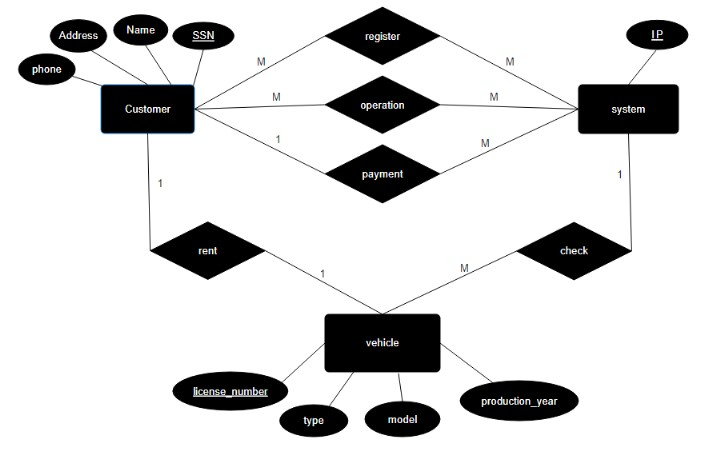 Name
SSN
Address
phone
register
IP
M
M
Customer
M
operation
M
system
1
M
payment
1
1
rent
check
1
M
vehicle
license_number
type
model
production_year